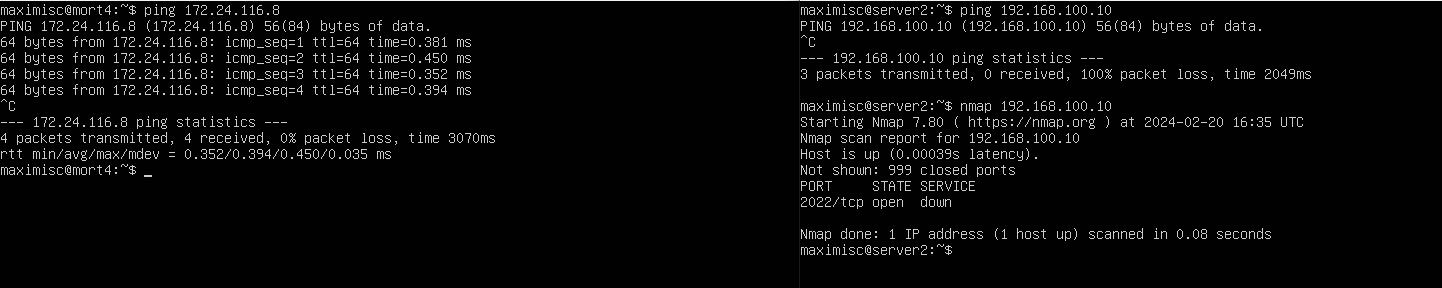 maximisc@mort4:~$ ping 172.24.116.8
PING 172.24.116.8 (172.24.116.8) 56(84) bytes of data.
64 bytes from 172.24.116.8: icmp_seq=1 ttl=64 time=0.381 ms
64 bytes from 172.24.116.8: icmp_seq=2 ttl=64 time=0.450 ms
64 bytes from 172.24.116.8: icmp_seq=3 ttl=64 time=0.352 ms
64 bytes from 172.24.116.8: icmp_seq=4 ttl=64 time=0.394 ms
^C
--- 172.24.116.8 ping statistics ---
4 packets transmitted, 4 received, 0% packet loss, time 3070ms
rtt min/avg/max/mdev = 0.352/0.394/0.450/0.035 ms
maximisc@mort4:~$ _
maximisc@server2:~$ ping 192.168.100.10
PING 192.168.100.10 (192.168.100.10) 56(84) bytes of data.
^C
--- 192.168.100.10 ping statistics ---
3 packets transmitted, 0 received, 100% packet loss, time 2049ms

maximisc@server2:~$ nmap 192.168.100.10
Starting Nmap 7.80 ( https://nmap.org ) at 2024-02-20 16:35 UTC
Nmap scan report for 192.168.100.10
Host is up (0.00039s latency).
Not shown: 999 closed ports
PORT     STATE SERVICE
2022/tcp open  down

Nmap done: 1 IP address (1 host up) scanned in 0.08 seconds
maximisc@server2:~$